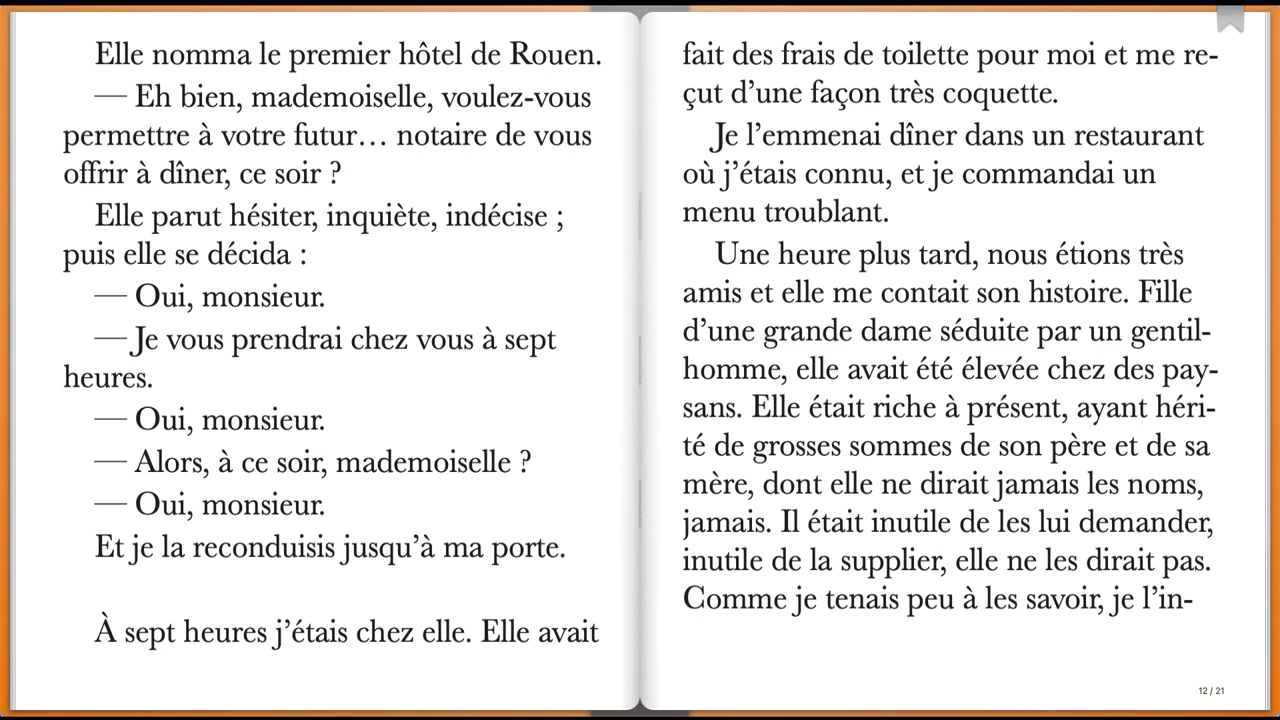 Elle nomma le premier hôtel de Rouen.
— Eh bien, mademoiselle, voulez-vous
permettre à votre futur… notaire de vous
offrir à dîner, ce soir ?
Elle parut hésiter, inquiète, indécise ;
puis elle se décida :
— Oui, monsieur.
— Je vous prendrai chez vous à sept
heures.
— Oui, monsieur.
— Alors, à ce soir, mademoiselle ?
— Oui, monsieur.
Et je la reconduisis jusqu’à ma porte.
À sept heures j’étais chez elle. Elle avait
fait des frais de toilette pour moi et me re-
çut d’une façon très coquette.
Je l’emmenai dîner dans un restaurant
où j’étais connu, et je commandai un
menu troublant.
Une heure plus tard, nous étions très
amis et elle me contait son histoire. Fille
d’une grande dame séduite par un gentil-
homme, elle avait été élevée chez des pay-
sans. Elle était riche à présent, ayant héri-
té de grosses sommes de son père et de sa
mère, dont elle ne dirait jamais les noms,
jamais. Il était inutile de les lui demander,
inutile de la supplier, elle ne les dirait pas.
Comme je tenais peu à les savoir, je l’in-
12 / 21